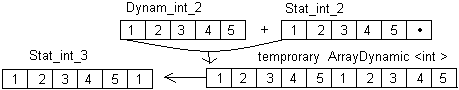 Dynam_int_2 Stat_int_2
1 2 3 4 5 + 1 2 3 4 5 •
Stat_int_3 temprorary ArrayDynamic <int >
1 2 3 4 5 1 1 2 3 4 5 1 2 3 4 5